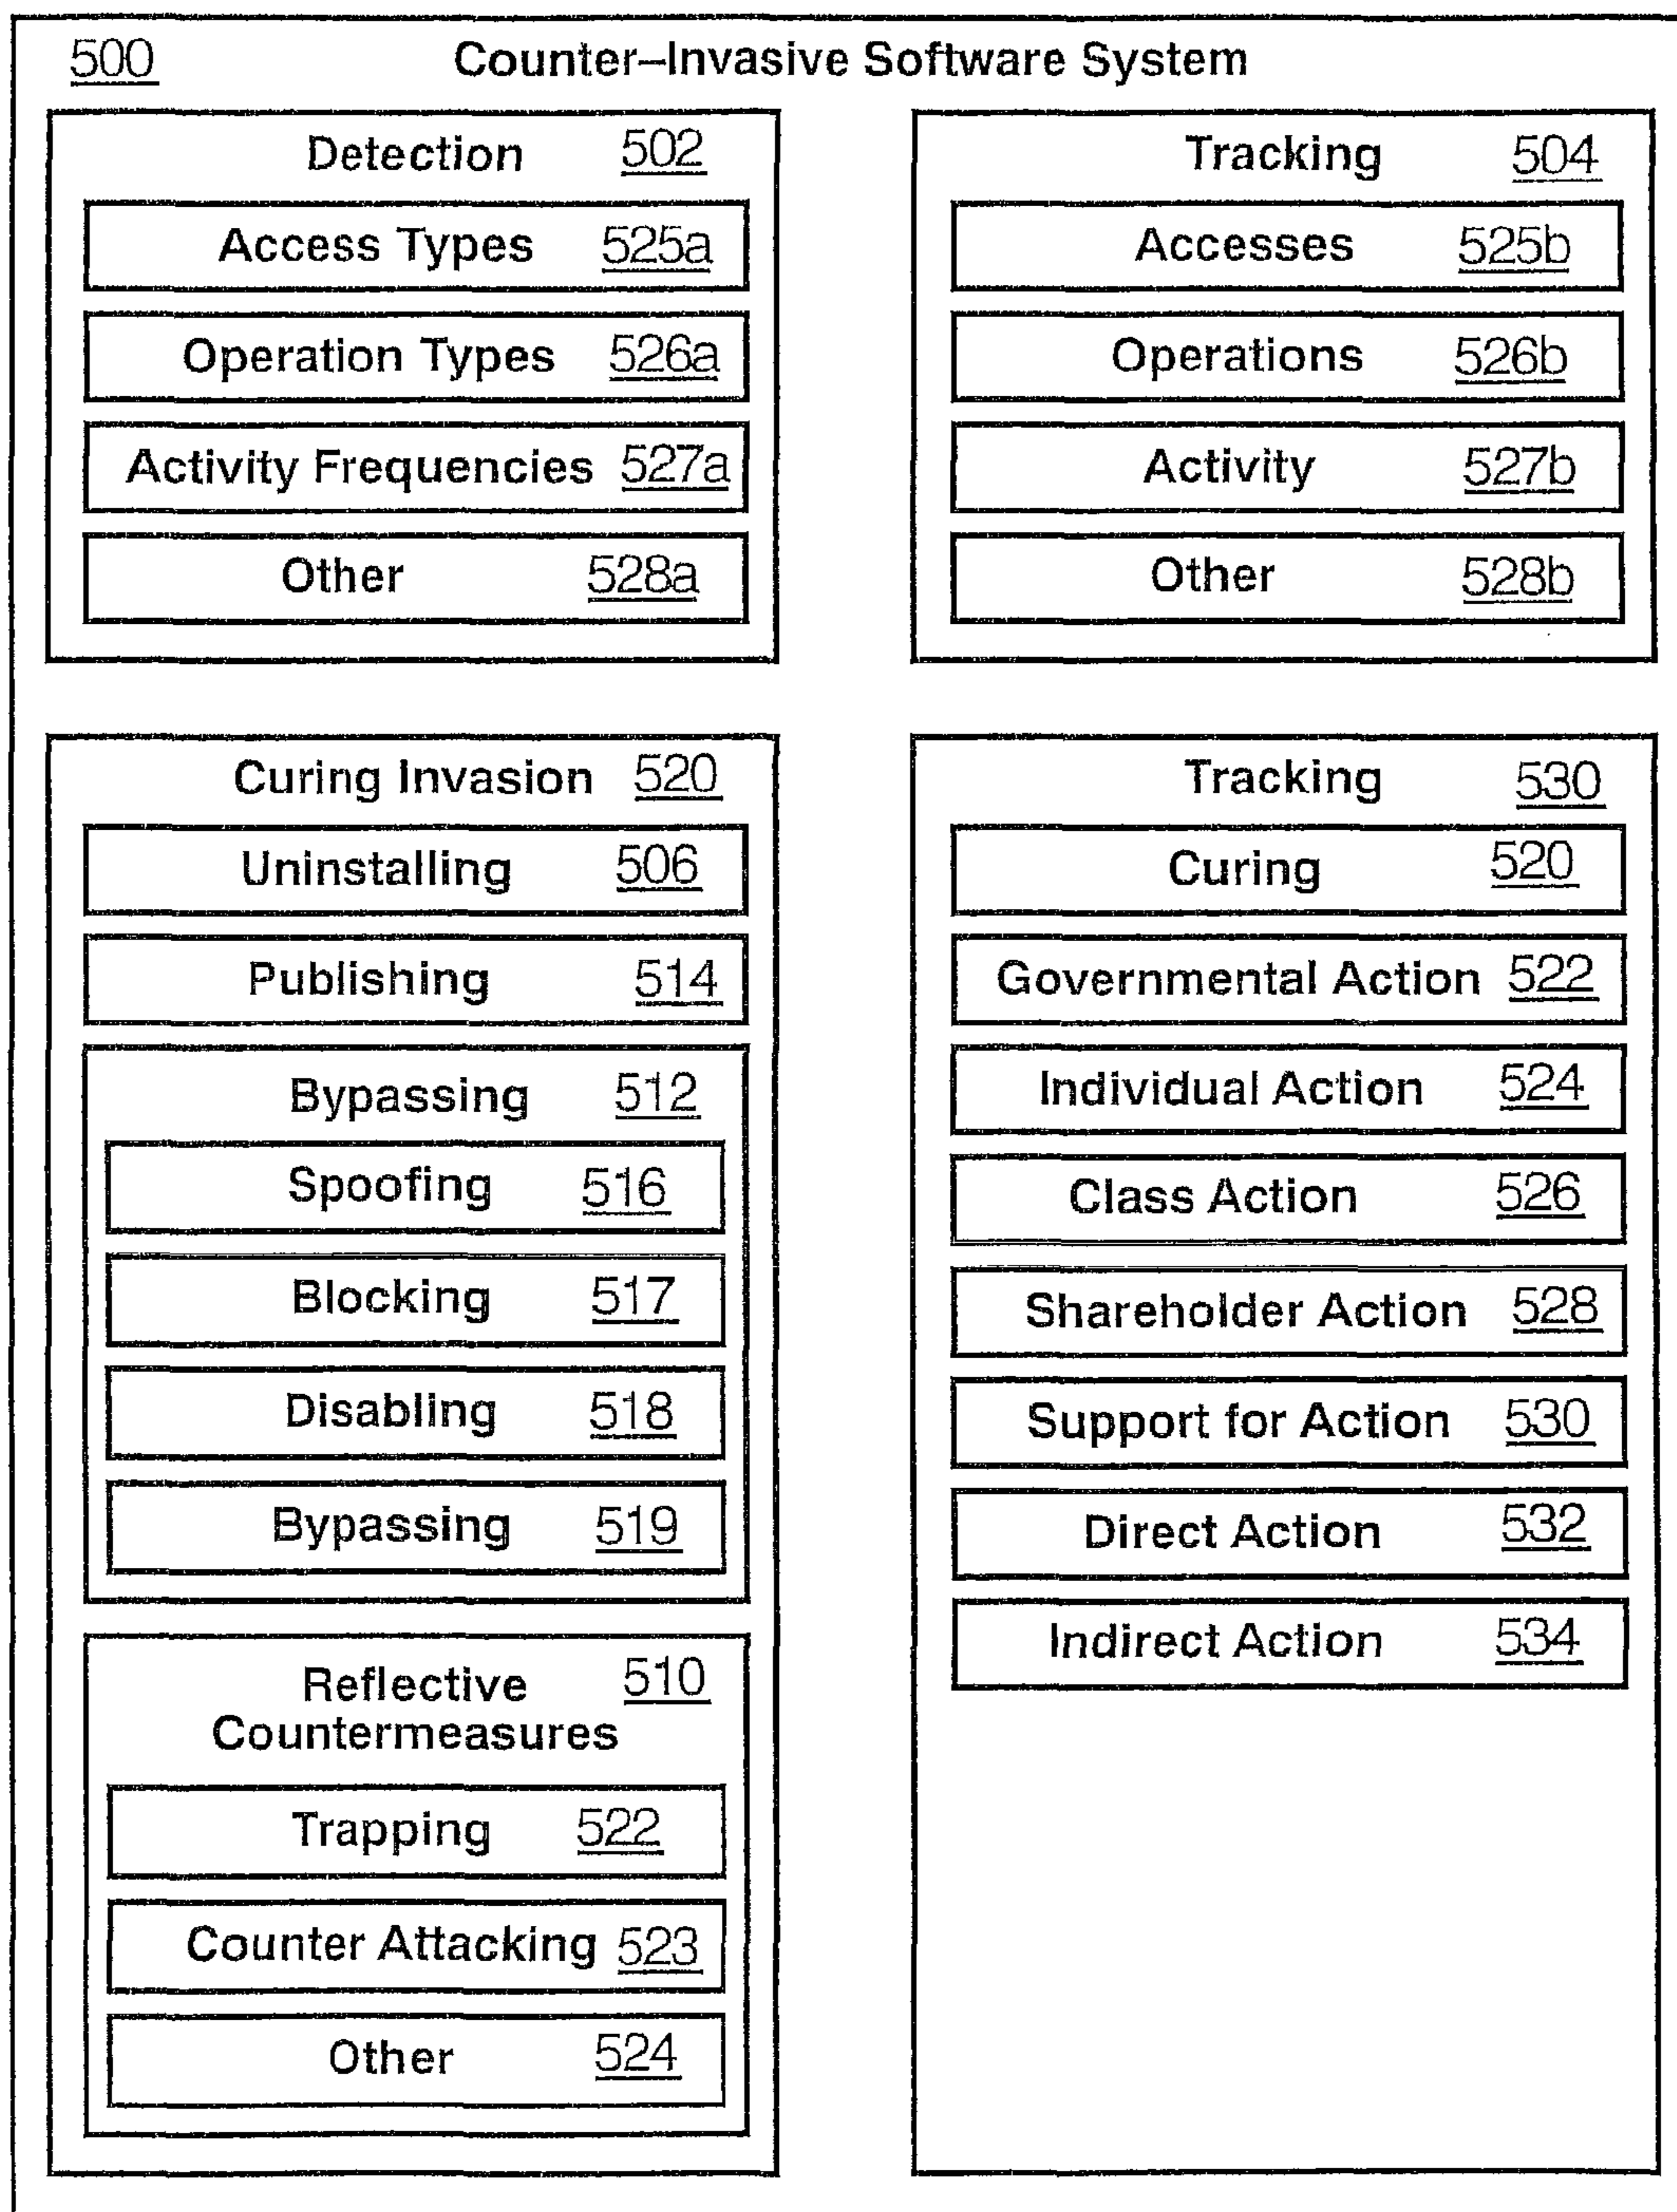 500 Counter–Invasive Software System
Detection 502
Access Types 525a
Operation Types 526a
Activity Frequencies 527a
Other 528a
Tracking 504
Accesses 525b
Operations 526b
Activity 527b
Other 528b
Curing Invasion 520
Uninstalling 506
Publishing 514
Bypassing 512
Spoofing 516
Blocking 517
Disabling 518
Bypassing 519
Reflective 510
Countermeasures
Trapping 522
Counter Attacking 523
Other 524
Tracking 530
Curing 520
Governmental Action 522
Individual Action 524
Class Action 526
Shareholder Action 528
Support for Action 530
Direct Action 532
Indirect Action 534